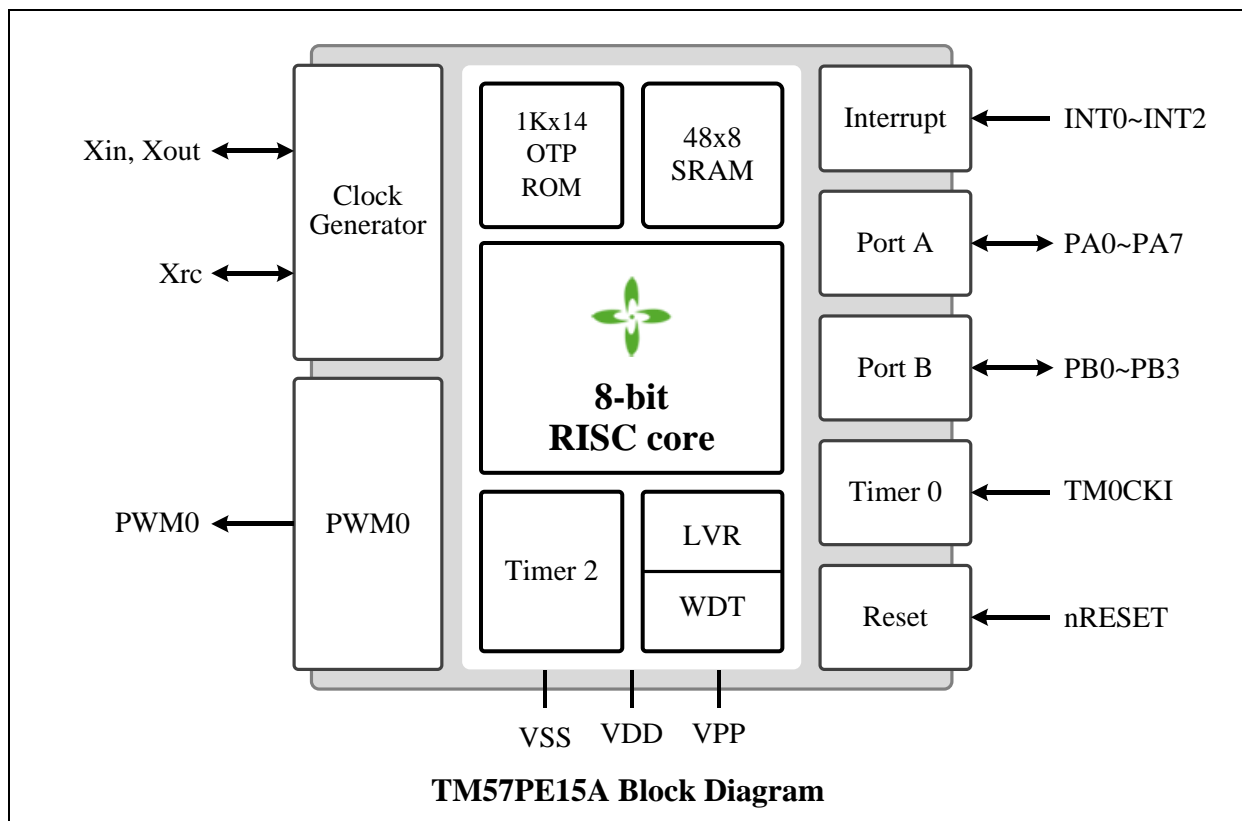 Xin, Xout
Xrc
PWM0
Clock
Generator
PWM0
1Kx14
OTP
ROM
48x8
SRAM
8-bit
RISC core
Timer 2
LVR
WDT
Interrupt
Port A
Port B
Timer 0
Reset
INT0~INT2
PA0~PA7
PB0~PB3
TM0CKI
nRESET
VSS
VDD
VPP
TM57PE15A Block Diagram